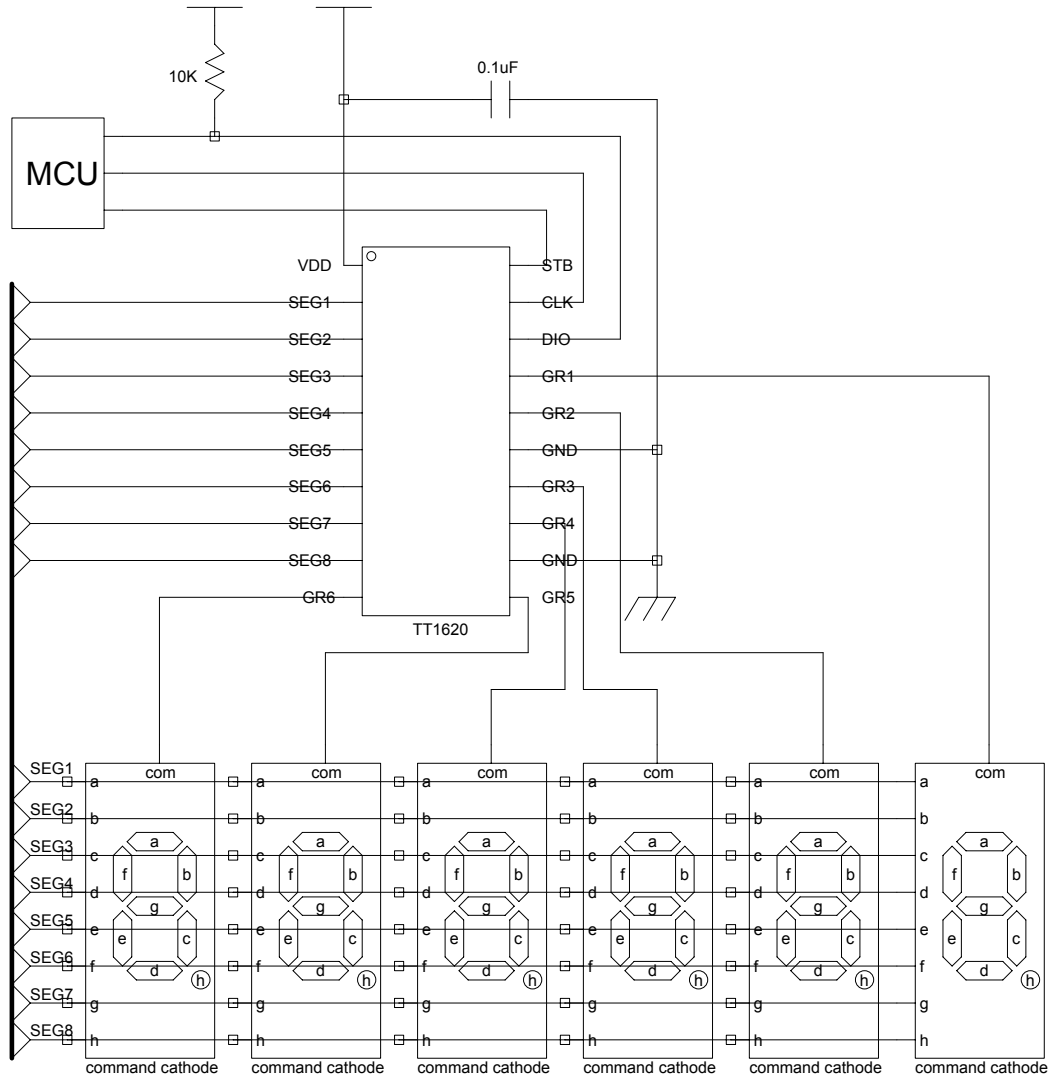 10K
0.1uF
MCU
VDD STB
SEG1 CLK
SEG2 DIO
SEG3 GR1
SEG4 GR2
SEG5 GND
SEG6 GR3
SEG7 GR4
SEG8 GND
GR6 GR5
TT1620
com com com com com com
SEG1 a a a a a a
SEG2 b b b b b b
a a a a a a
SEG3 c c c c c c
f b f b f b f b f b f b
SEG4 d d d d d d
g g g g g g
SEG5 e e e e e e
e c e c e c e c e c e c
SEG6 f f f f f f
d d d d d d
h h h h h h
SEG7 g g g g g g
SEG8 h h h h h h
command cathode command cathode command cathode command cathode command cathode command cathode